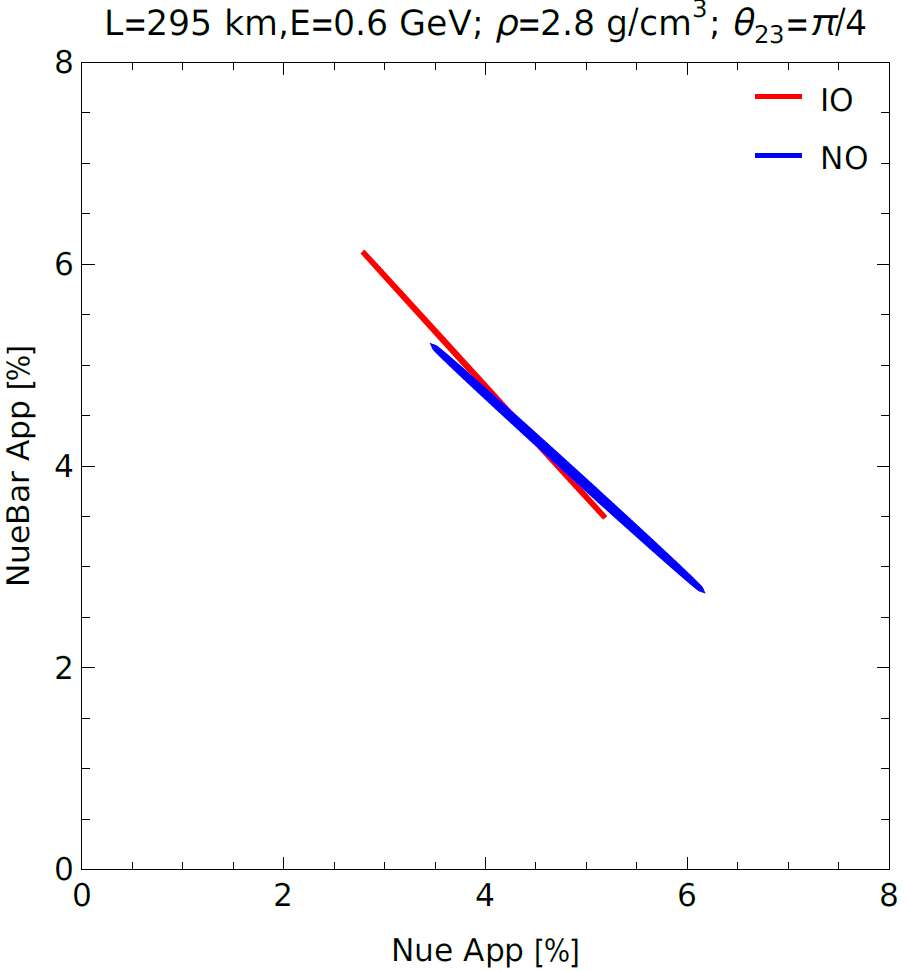 L=295 km,E=0.6 GeV; ρ=2.8 g/cm³; θ₂₃=π/4
IO
NO
8
6
4
2
0
NueBar App [%]
0 2 4 6 8
Nue App [%]